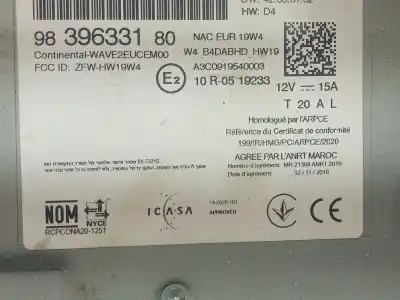 HW: D4
98 396331 80
NAC EUR 19W4
Continental-WAVE2EUCEM00
W4_B4DABHD_HW19
FCC ID: ZFW-HW19W4
A3C0919540003
E2
10 R-05 19233
12V 15A
T 20 A L
Homologué par l'ARPCE
Référence du Certificat de conformité
199/IR/HMG/PC/ARPCE/2020
AGREE PAR L'ANRT MAROC
NOM
NYCE
RCPCONA20-1251
ICASA
APPROVED
CE